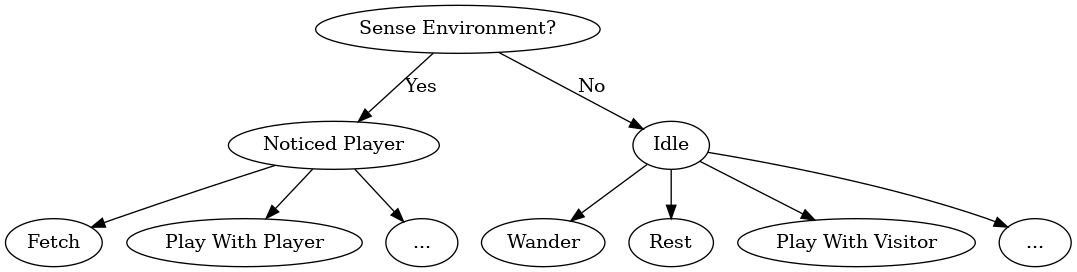 Sense Environment?
Yes
No
Noticed Player
Idle
Fetch
Play With Player
...
Wander
Rest
Play With Visitor
...